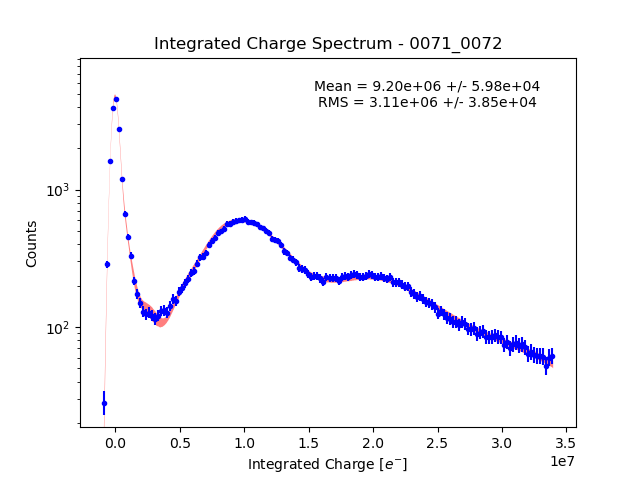 Integrated Charge Spectrum - 0071_0072
Mean = 9.20e+06 +/- 5.98e+04
RMS = 3.11e+06 +/- 3.85e+04
Counts
10³
10²
0.0 0.5 1.0 1.5 2.0 2.5 3.0 3.5
1e7
Integrated Charge [e⁻]